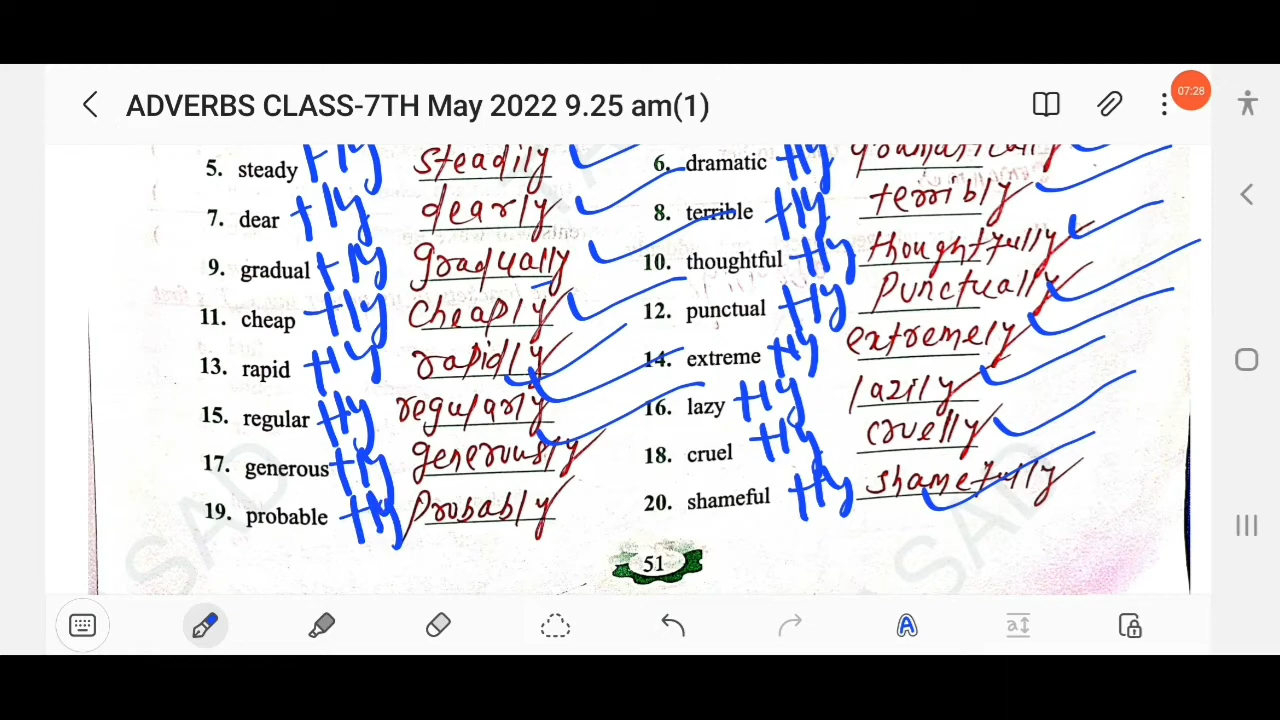 07:28
ADVERBS CLASS-7TH May 2022 9.25 am(1)
5. steady +ly steadily 6. dramatic +ly
7. dear +ly dearly 8. terrible +ly terribly
9. gradual +ly gradually 10. thoughtful +ly thoughtfully
11. cheap +ly cheaply 12. punctual +ly Punctually
13. rapid +ly rapidly 14. extreme +ly extremely
15. regular +ly regularly 16. lazy +ly lazily
17. generous +ly generously 18. cruel +ly cruelly
19. probable +ly Probably 20. shameful +ly shamefully
SAD SAD
51